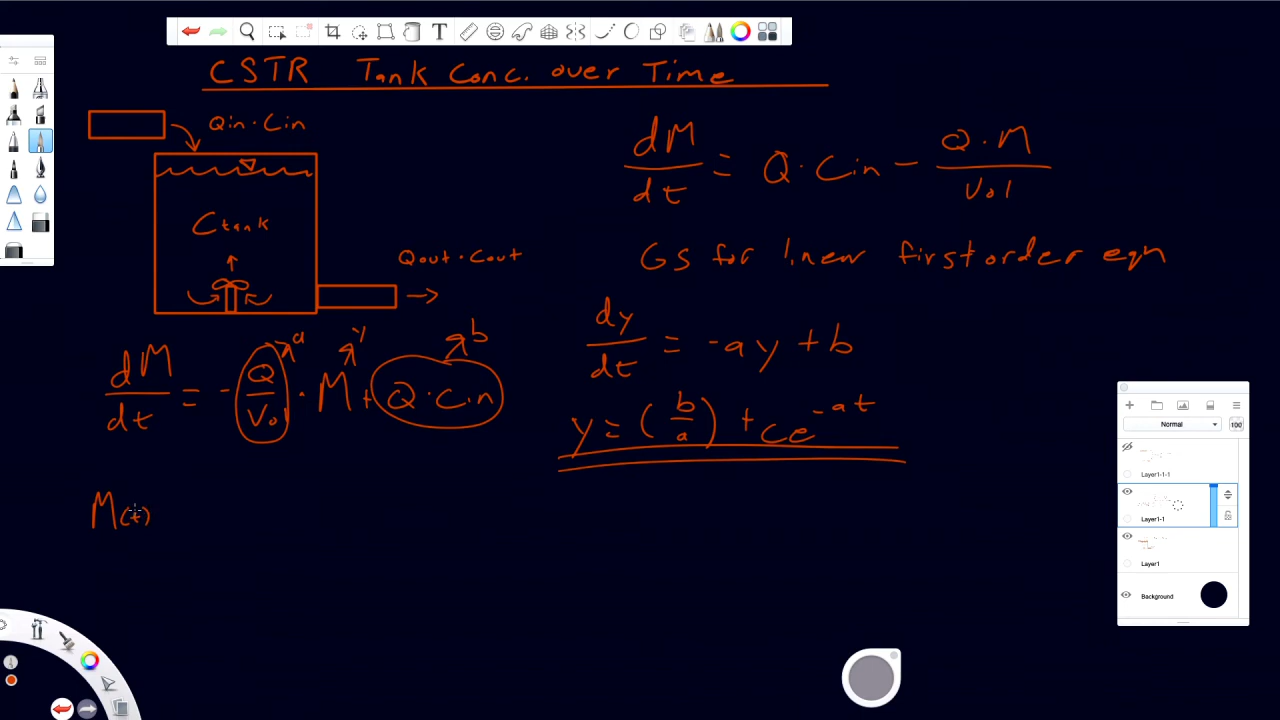 CSTR Tank Conc. over Time
Qin·Cin
Ctank
Qout·Cout
dM/dt = Q·Cin - Q·M/Vol
GS for linear first order eqn
dy/dt = -ay + b
y = (b/a) + ce^-at
a
y
b
dM/dt = -Q/Vol · M + Q·Cin
M(t)
T
Normal
100
Layer1-1-1
Layer1-1
Layer1
Background